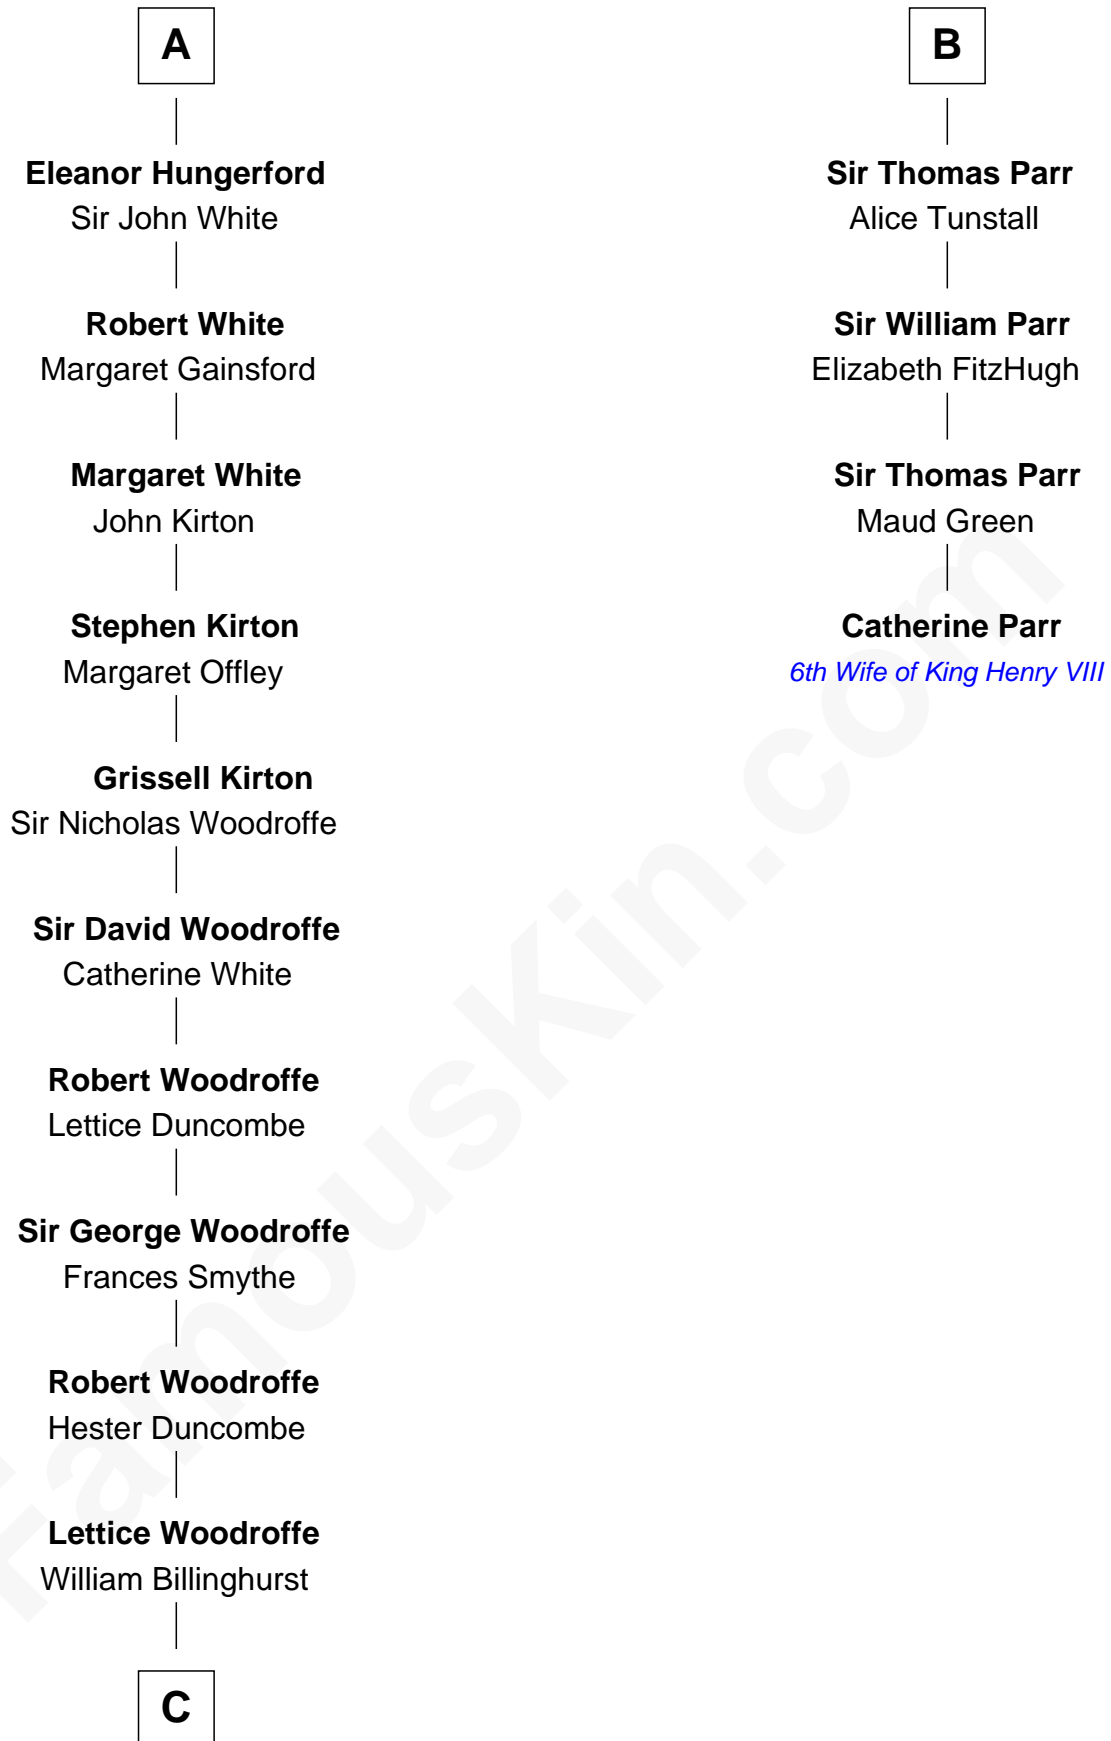 A
Eleanor Hungerford
Sir John White
Robert White
Margaret Gainsford
Margaret White
John Kirton
Stephen Kirton
Margaret Offley
Grissell Kirton
Sir Nicholas Woodroffe
Sir David Woodroffe
Catherine White
Robert Woodroffe
Lettice Duncombe
Sir George Woodroffe
Frances Smythe
Robert Woodroffe
Hester Duncombe
Lettice Woodroffe
William Billinghurst
C
B
Sir Thomas Parr
Alice Tunstall
Sir William Parr
Elizabeth FitzHugh
Sir Thomas Parr
Maud Green
Catherine Parr
6th Wife of King Henry VIII
FamousKin.com